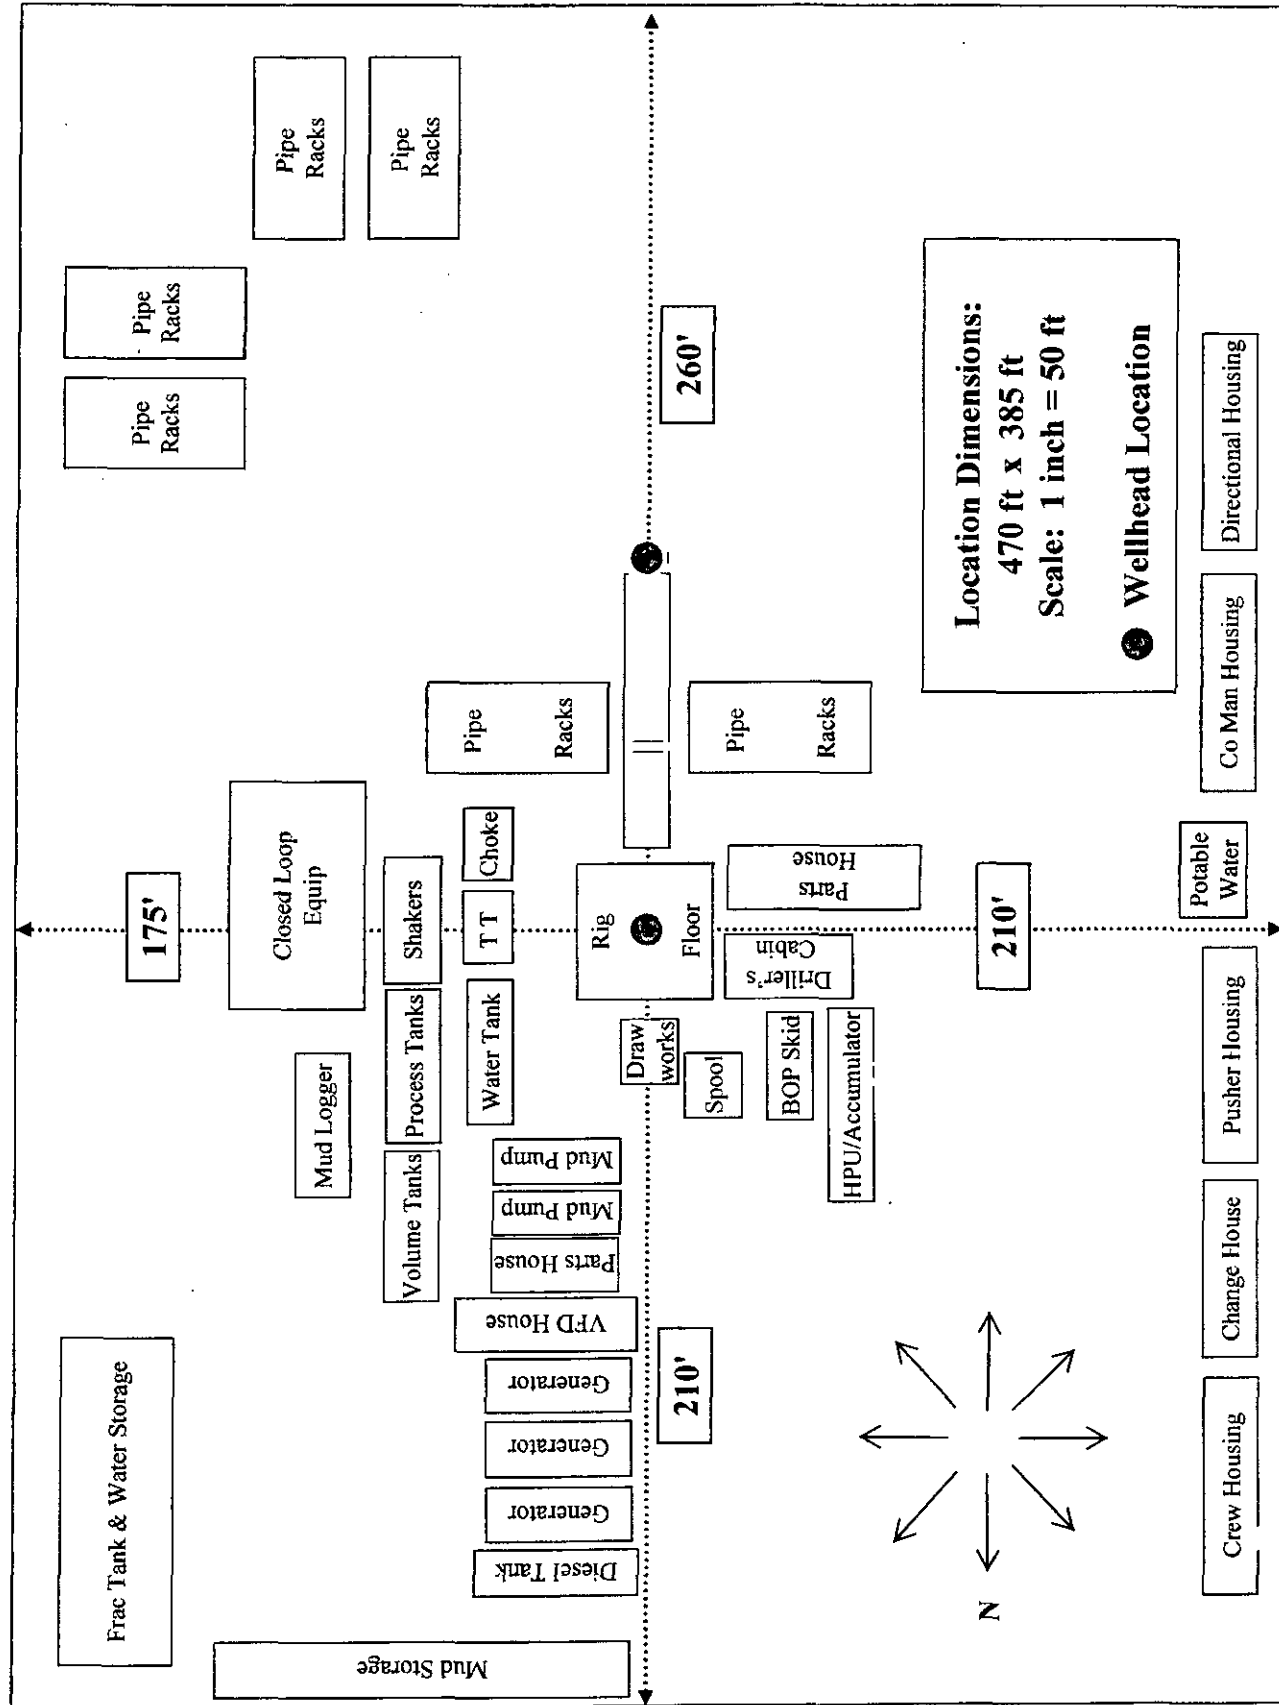 Frac Tank & Water Storage
Mud Storage
Diesel Tank
Generator
Generator
Generator
VFD House
Parts House
Mud Pump
Mud Pump
Volume Tanks
Process Tanks
Shakers
Mud Logger
Water Tank
T T
Choke
Closed Loop
Equip
175'
Pipe
Racks
Pipe
Racks
Pipe
Racks
Pipe
Racks
Pipe
Racks
Pipe
Racks
210'
Draw
works
Spool
Rig
Floor
260'
BOP Skid
HPU/Accumulator
Driller's
Cabin
Parts
House
210'
N
Location Dimensions:
470 ft x 385 ft
Scale: 1 inch = 50 ft
Wellhead Location
Crew Housing
Change House
Pusher Housing
Potable
Water
Co Man Housing
Directional Housing